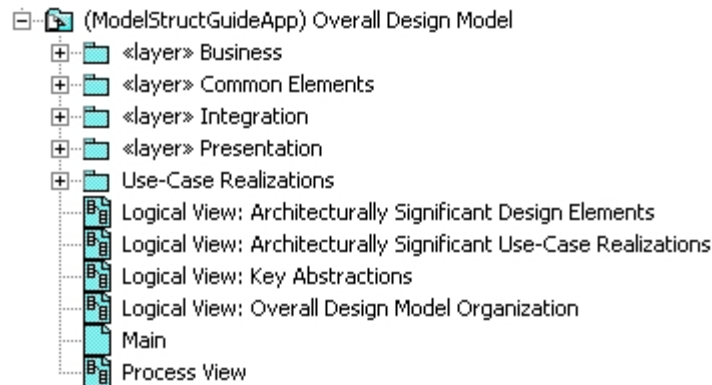 (ModelStructGuideApp) Overall Design Model
«layer» Business
«layer» Common Elements
«layer» Integration
«layer» Presentation
Use-Case Realizations
Logical View: Architecturally Significant Design Elements
Logical View: Architecturally Significant Use-Case Realizations
Logical View: Key Abstractions
Logical View: Overall Design Model Organization
Main
Process View